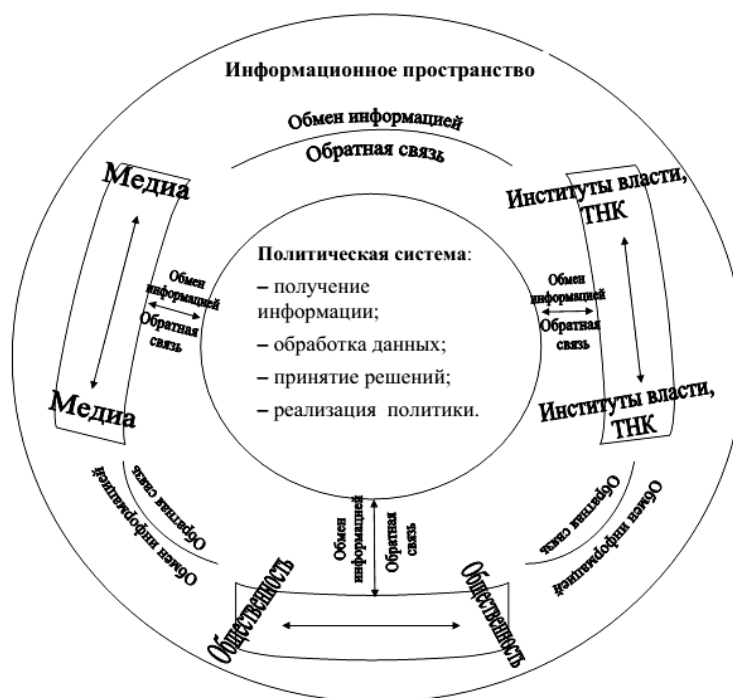 Информационное пространство
Обмен информацией
Обратная связь
Медиа
Институты власти,
ТНК
Политическая система:
– получение
информации;
– обработка данных;
– принятие решений;
– реализация политики.
Обмен
информацией
Обратная
связь
Обмен
информацией
Обратная
связь
Медиа
Институты власти,
ТНК
Обратная связь
Обмен информацией
Обмен
информацией
Обратная
связь
Обратная связь
Обмен информацией
Общественность
Общественность